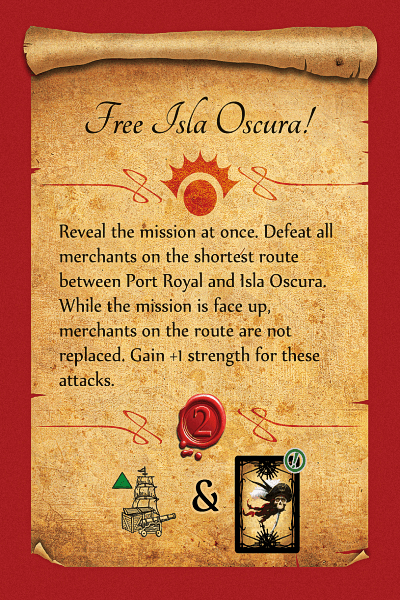 Free Isla Oscura!
Reveal the mission at once. Defeat all
merchants on the shortest route
between Port Royal and Isla Oscura.
While the mission is face up,
merchants on the route are not
replaced. Gain +1 strength for these
attacks.
2
&